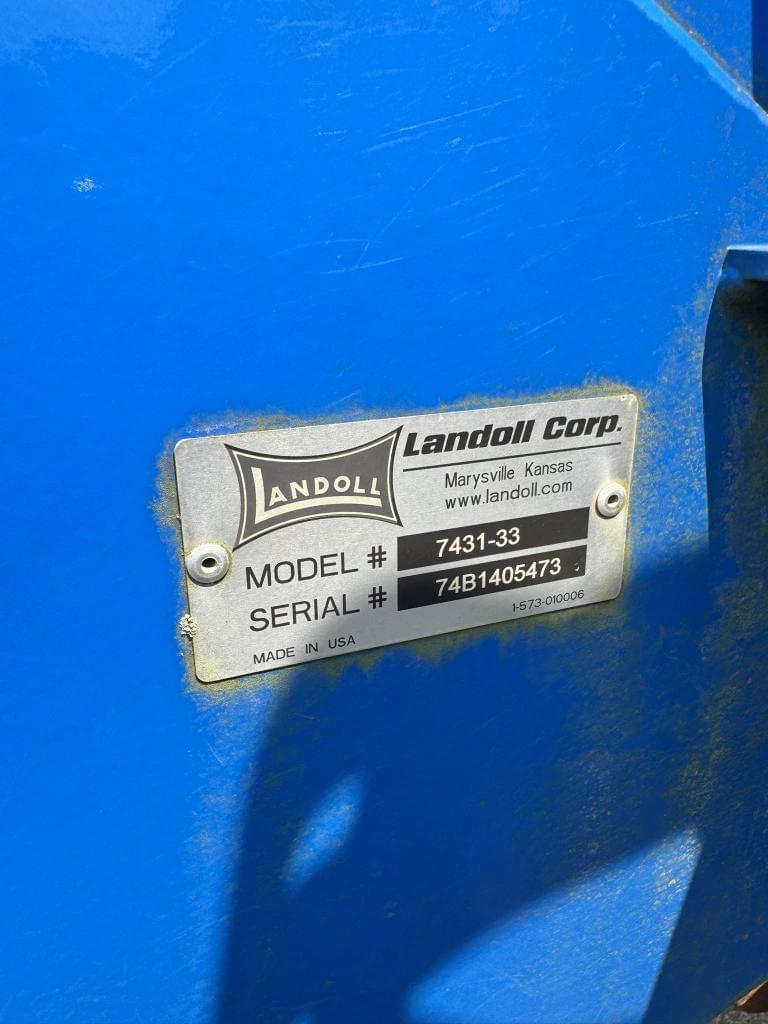 LANDOLL
Landoll Corp.
Marysville Kansas
www.landoll.com
MODEL # 7431-33
SERIAL # 74B1405473
1-573-010006
MADE IN USA